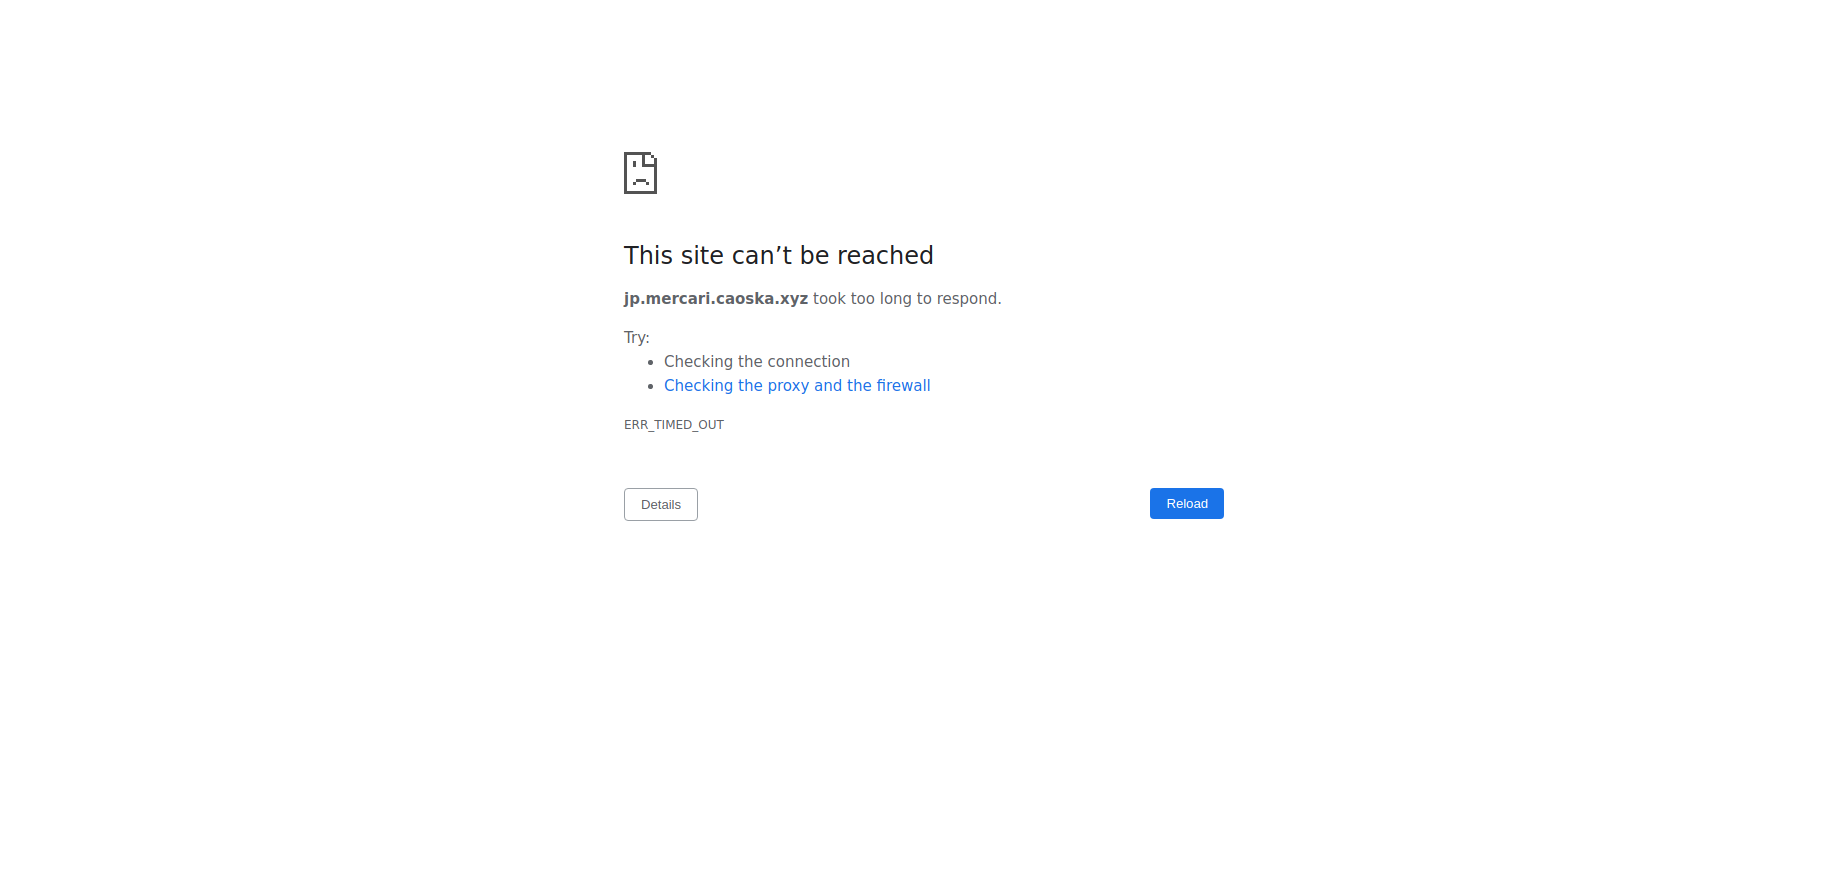 This site can’t be reached
jp.mercari.caoska.xyz took too long to respond.
Try:
Checking the connection
Checking the proxy and the firewall
ERR_TIMED_OUT
Details
Reload